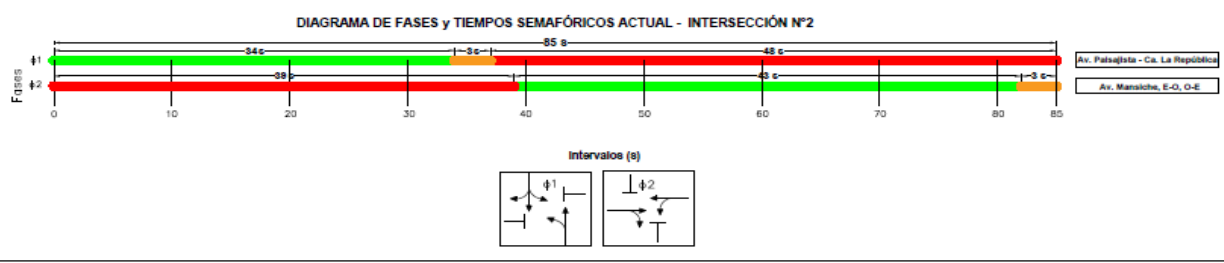 DIAGRAMA DE FASES y TIEMPOS SEMAFÓRICOS ACTUAL - INTERSECCIÓN Nº2
85 s
34 s
3 s
48 s
ϕ1
Av. Paisajista - Ca. La República
39 s
43 s
3 s
ϕ2
Av. Mansiche, E-O, O-E
Fases
0 10 20 30 40 50 60 70 80 85
Intervalos (s)
ϕ1
ϕ2